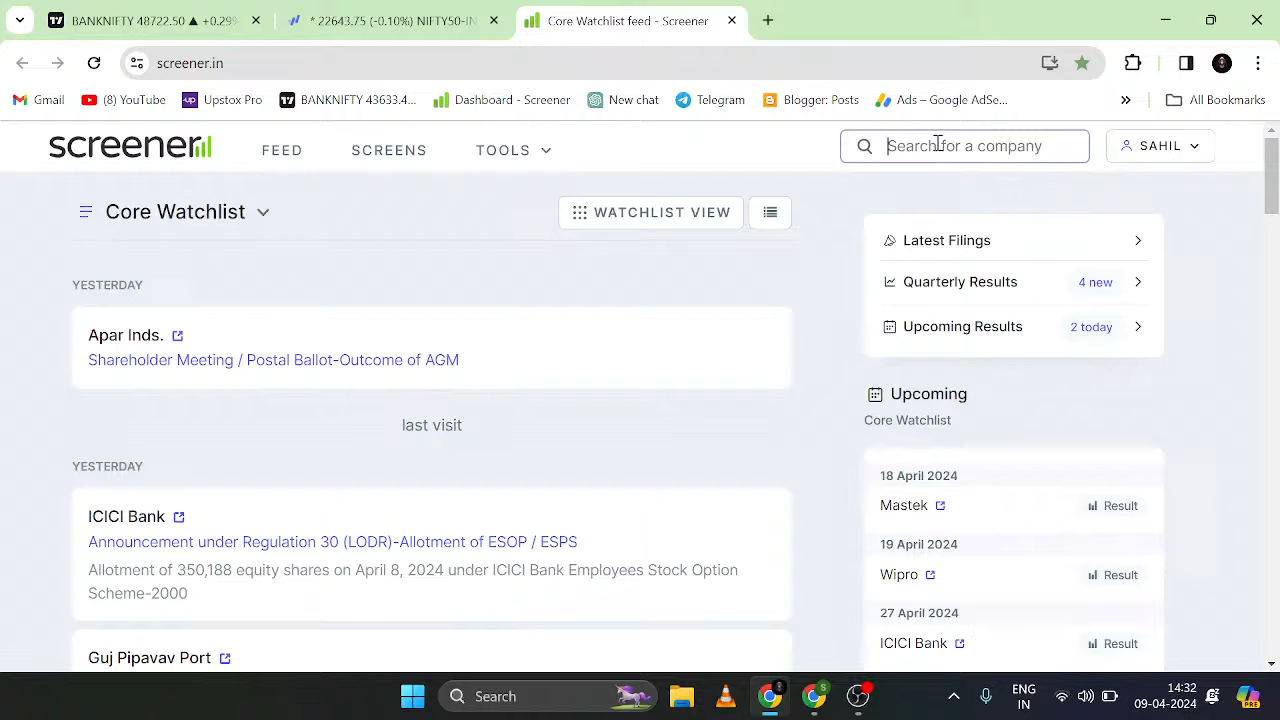 BANKNIFTY 48722.50 ▲ +0.29%
* 22643.75 (-0.10%) NIFTY50-IN
Core Watchlist feed - Screener
screener.in
Gmail
(8) YouTube
Upstox Pro
BANKNIFTY 43633.4...
Dashboard - Screener
New chat
Telegram
Blogger: Posts
Ads – Google AdSe...
All Bookmarks
screener
FEED
SCREENS
TOOLS
Search for a company
SAHIL
Core Watchlist
WATCHLIST VIEW
Latest Filings
Quarterly Results 4 new
Upcoming Results 2 today
YESTERDAY
Apar Inds.
Shareholder Meeting / Postal Ballot-Outcome of AGM
last visit
YESTERDAY
ICICI Bank
Announcement under Regulation 30 (LODR)-Allotment of ESOP / ESPS
Allotment of 350,188 equity shares on April 8, 2024 under ICICI Bank Employees Stock Option
Scheme-2000
Guj Pipavav Port
Upcoming
Core Watchlist
18 April 2024
Mastek Result
19 April 2024
Wipro Result
27 April 2024
ICICI Bank Result
Search
ENG
IN
14:32
09-04-2024
PRE